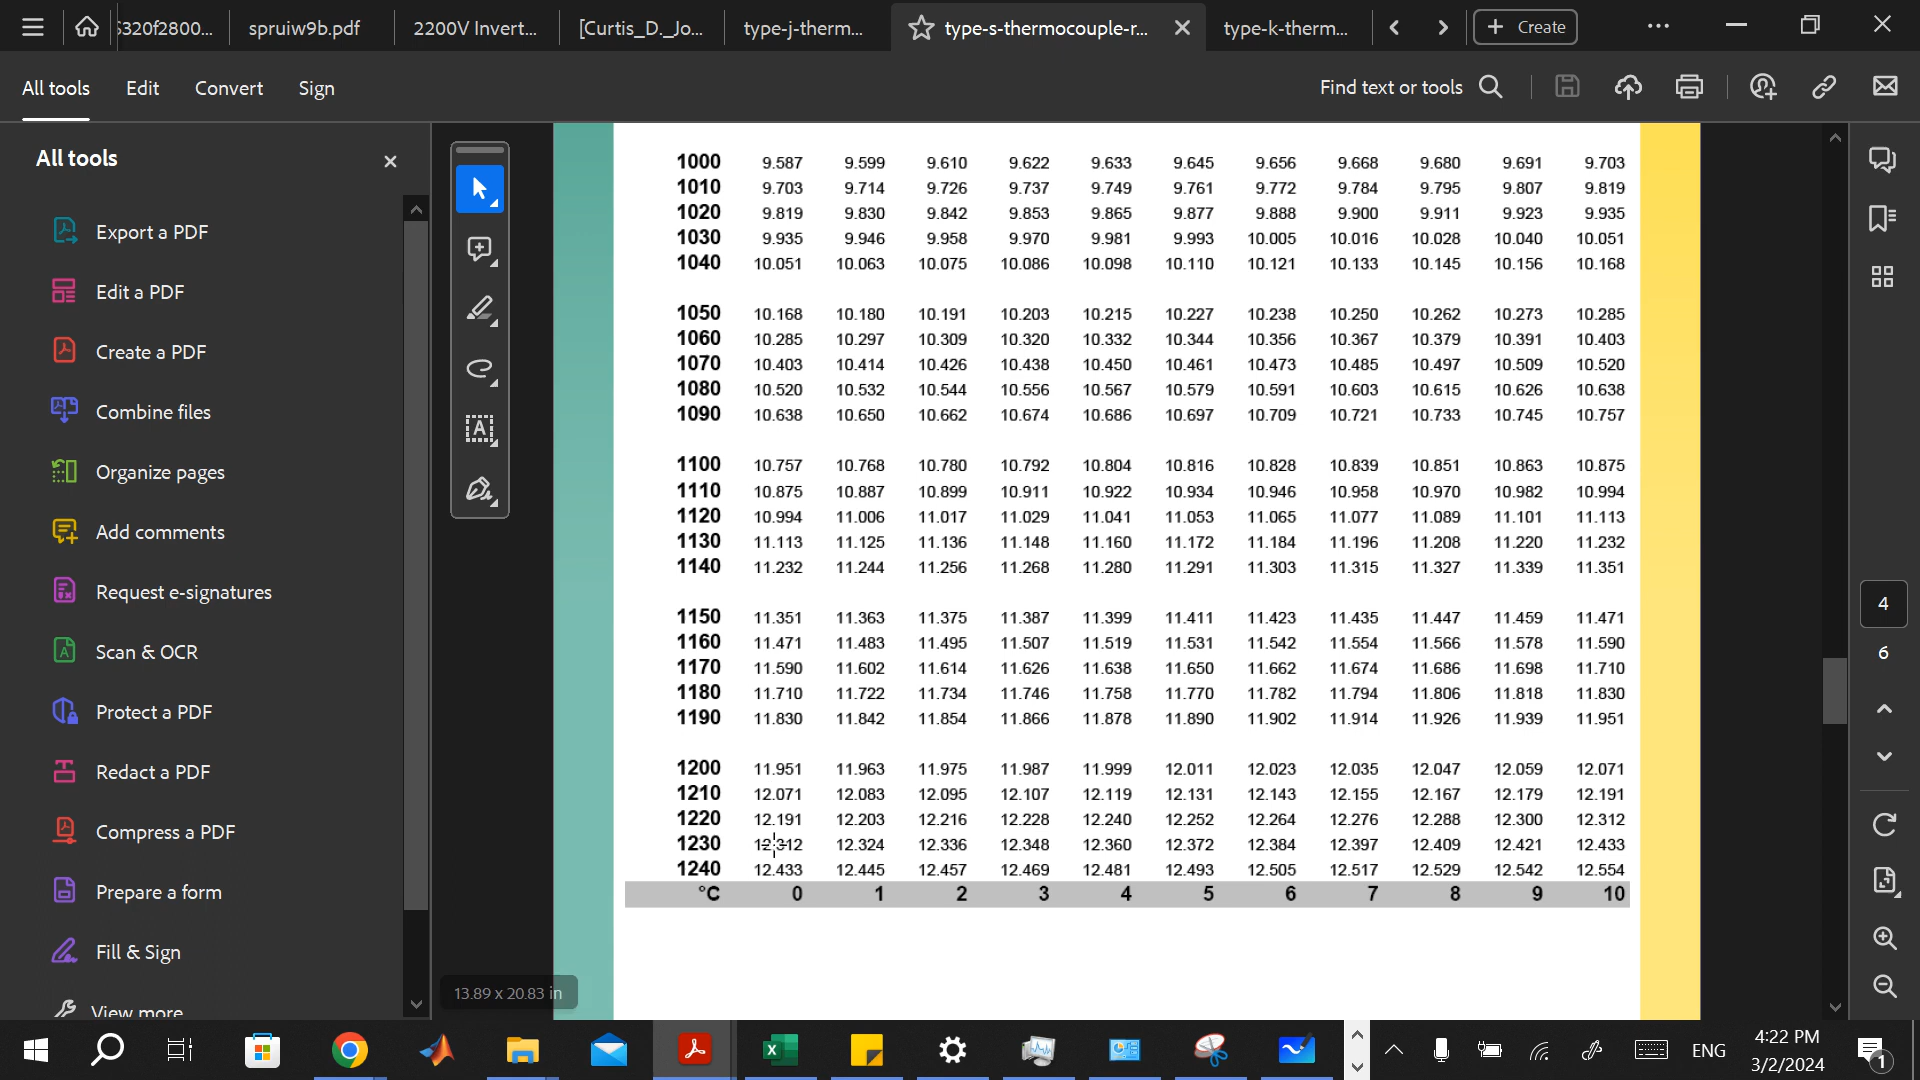 S320f2800... spruiw9b.pdf 2200V Invert... [Curtis_D._Jo... type-j-therm... type-s-thermocouple-r... type-k-therm... Create
All tools Edit Convert Sign Find text or tools
All tools
Export a PDF
Edit a PDF
Create a PDF
Combine files
Organize pages
Add comments
Request e-signatures
Scan & OCR
Protect a PDF
Redact a PDF
Compress a PDF
Prepare a form
Fill & Sign
View more
1000 9.587 9.599 9.610 9.622 9.633 9.645 9.656 9.668 9.680 9.691 9.703
1010 9.703 9.714 9.726 9.737 9.749 9.761 9.772 9.784 9.795 9.807 9.819
1020 9.819 9.830 9.842 9.853 9.865 9.877 9.888 9.900 9.911 9.923 9.935
1030 9.935 9.946 9.958 9.970 9.981 9.993 10.005 10.016 10.028 10.040 10.051
1040 10.051 10.063 10.075 10.086 10.098 10.110 10.121 10.133 10.145 10.156 10.168
1050 10.168 10.180 10.191 10.203 10.215 10.227 10.238 10.250 10.262 10.273 10.285
1060 10.285 10.297 10.309 10.320 10.332 10.344 10.356 10.367 10.379 10.391 10.403
1070 10.403 10.414 10.426 10.438 10.450 10.461 10.473 10.485 10.497 10.509 10.520
1080 10.520 10.532 10.544 10.556 10.567 10.579 10.591 10.603 10.615 10.626 10.638
1090 10.638 10.650 10.662 10.674 10.686 10.697 10.709 10.721 10.733 10.745 10.757
1100 10.757 10.768 10.780 10.792 10.804 10.816 10.828 10.839 10.851 10.863 10.875
1110 10.875 10.887 10.899 10.911 10.922 10.934 10.946 10.958 10.970 10.982 10.994
1120 10.994 11.006 11.017 11.029 11.041 11.053 11.065 11.077 11.089 11.101 11.113
1130 11.113 11.125 11.136 11.148 11.160 11.172 11.184 11.196 11.208 11.220 11.232
1140 11.232 11.244 11.256 11.268 11.280 11.291 11.303 11.315 11.327 11.339 11.351
1150 11.351 11.363 11.375 11.387 11.399 11.411 11.423 11.435 11.447 11.459 11.471
1160 11.471 11.483 11.495 11.507 11.519 11.531 11.542 11.554 11.566 11.578 11.590
1170 11.590 11.602 11.614 11.626 11.638 11.650 11.662 11.674 11.686 11.698 11.710
1180 11.710 11.722 11.734 11.746 11.758 11.770 11.782 11.794 11.806 11.818 11.830
1190 11.830 11.842 11.854 11.866 11.878 11.890 11.902 11.914 11.926 11.939 11.951
1200 11.951 11.963 11.975 11.987 11.999 12.011 12.023 12.035 12.047 12.059 12.071
1210 12.071 12.083 12.095 12.107 12.119 12.131 12.143 12.155 12.167 12.179 12.191
1220 12.191 12.203 12.216 12.228 12.240 12.252 12.264 12.276 12.288 12.300 12.312
1230 12.312 12.324 12.336 12.348 12.360 12.372 12.384 12.397 12.409 12.421 12.433
1240 12.433 12.445 12.457 12.469 12.481 12.493 12.505 12.517 12.529 12.542 12.554
°C 0 1 2 3 4 5 6 7 8 9 10
13.89 x 20.83 in
4
6
ENG
4:22 PM
3/2/2024
1